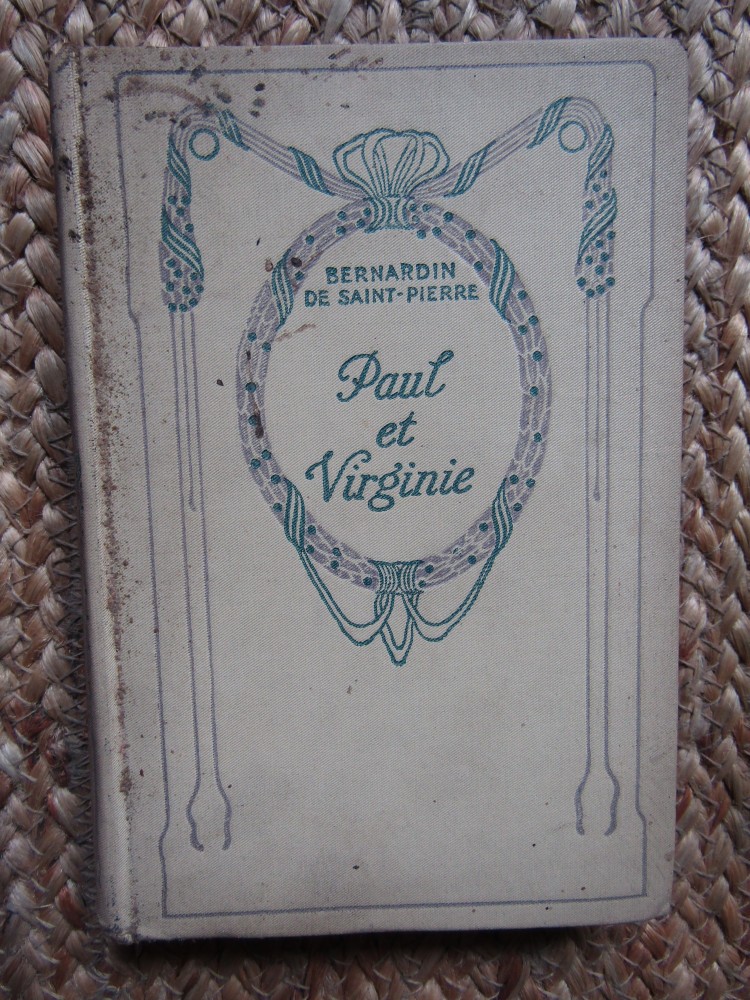 BERNARDIN
DE SAINT-PIERRE
Paul
et
Virginie